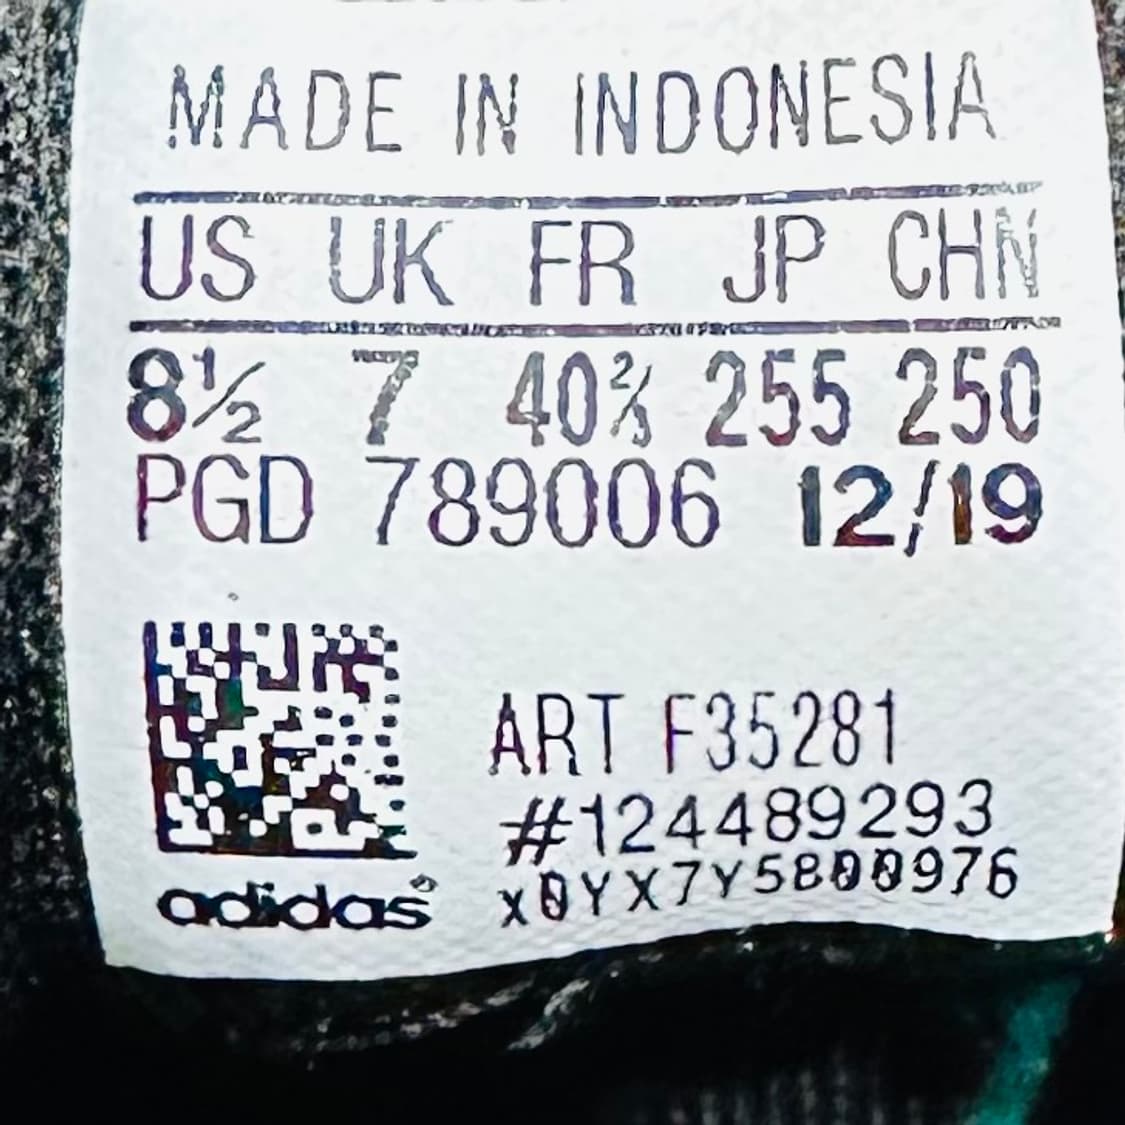 MADE IN INDONESIA
US UK FR JP CHN
8½ 7 40⅔ 255 250
PGD 789006 12/19
ART F35281
#124489293
x0YX7Y5800976
adidas®